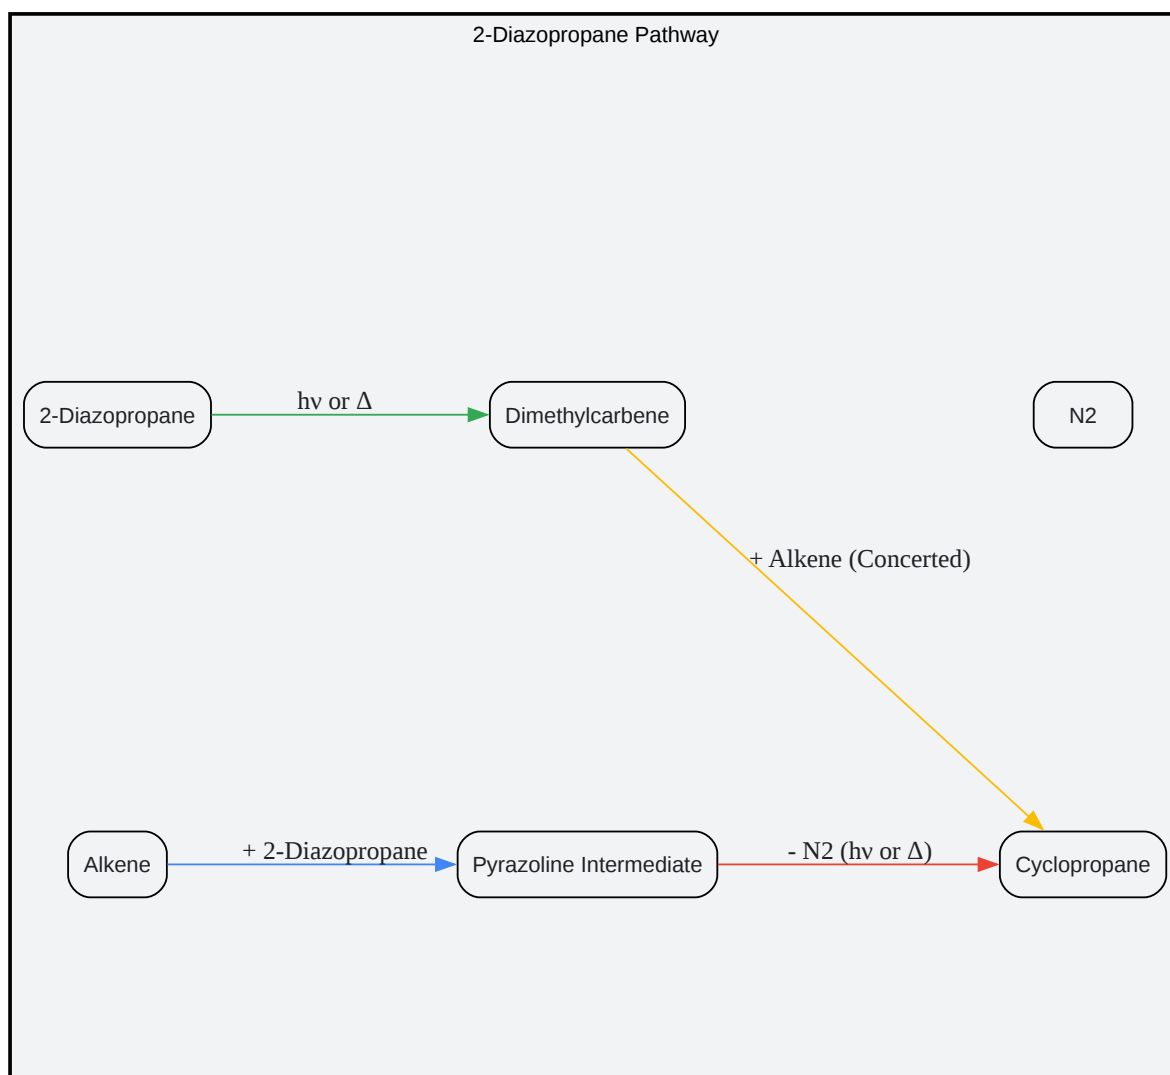 2-Diazopropane Pathway
hν or Δ
2-Diazopropane
Dimethylcarbene
N2
+ Alkene (Concerted)
+ 2-Diazopropane
- N2 (hν or Δ)
Alkene
Pyrazoline Intermediate
Cyclopropane